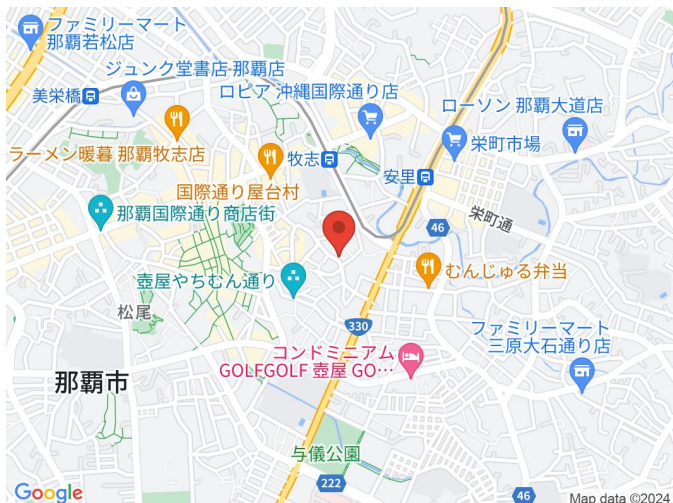 ファミリーマート
那覇若松店
ジュンク堂書店 那覇店
美栄橋
ロピア 沖縄国際通り店
ローソン 那覇大道店
栄町市場
ラーメン暖暮 那覇牧志店
牧志
安里
国際通り屋台村
那覇国際通り商店街
46
栄町通
むんじゅる弁当
壺屋やちむん通り
松尾
330
ファミリーマート
三原大石通り店
コンドミニアム
GOLFGOLF 壺屋 GO…
那覇市
与儀公園
222
46
Google
Map data ©2024